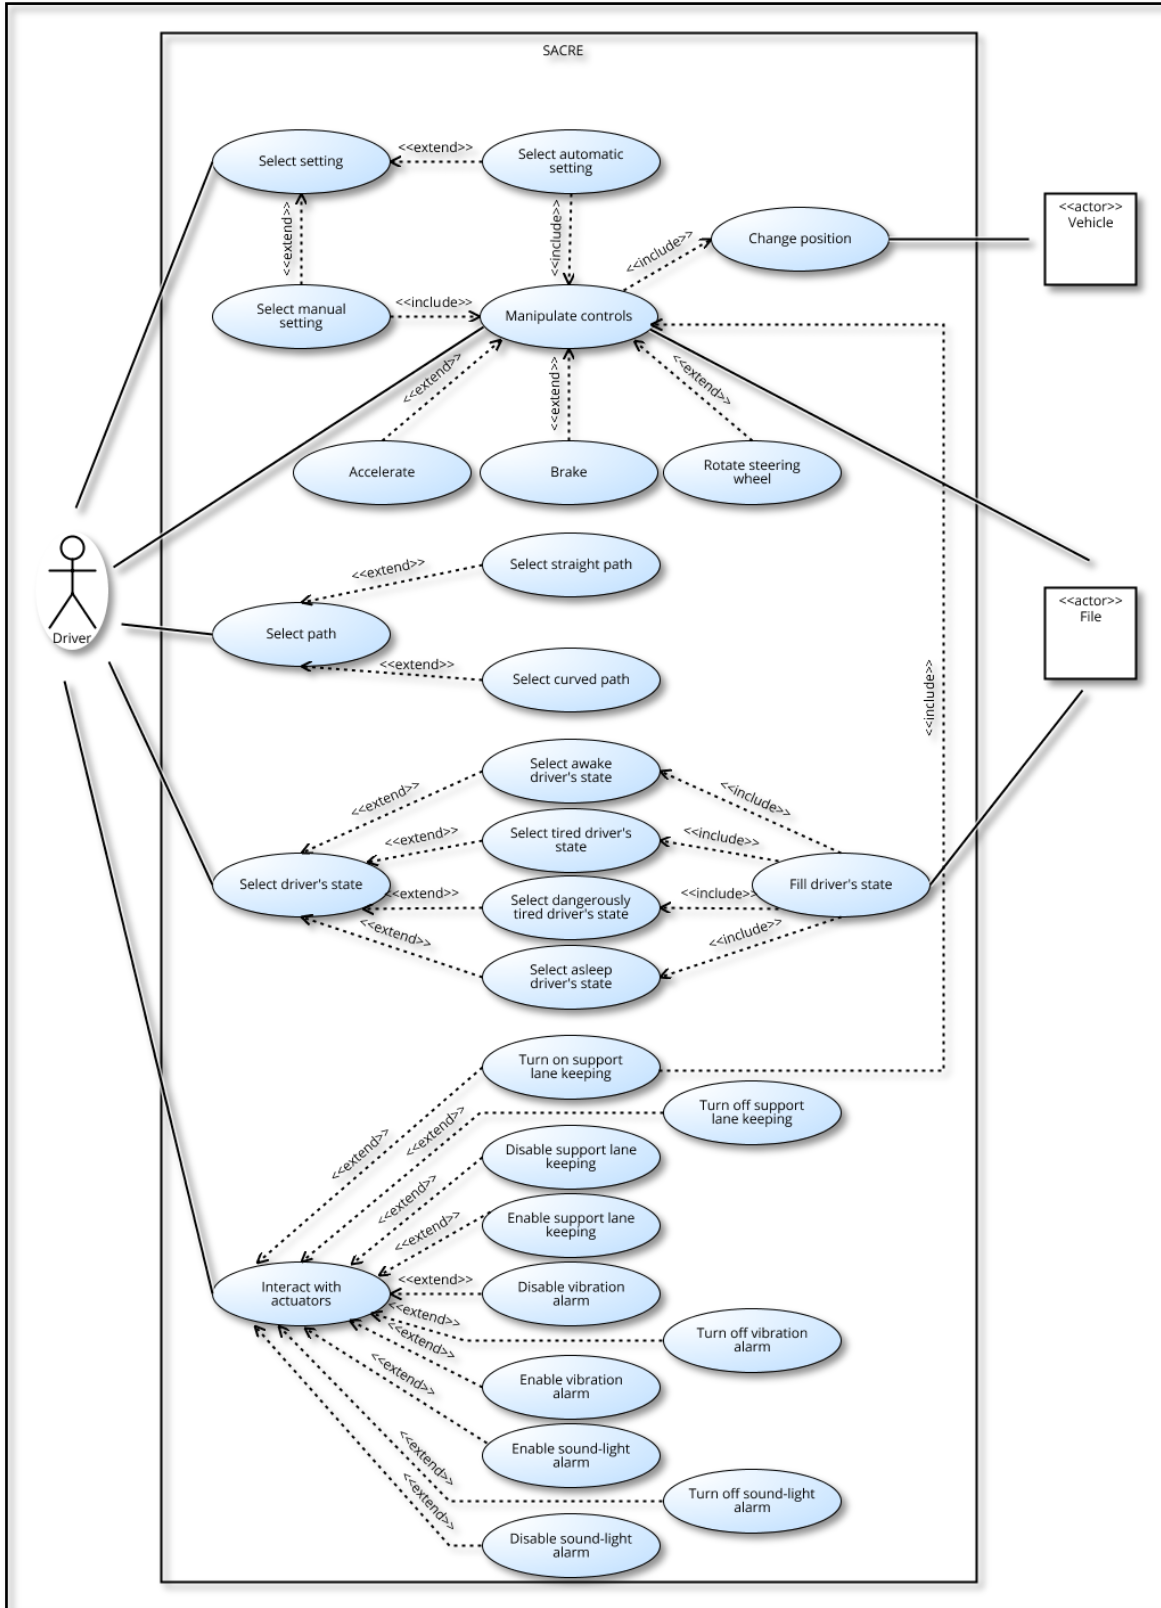 SACRE
Select setting
<<extend>>
Select automatic
setting
<<actor>>
Vehicle
<<extend>>
<<include>>
<<include>>
Change position
Select manual
setting
<<include>>
Manipulate controls
<<extend>>
<<extend>>
<<extend>>
Accelerate
Brake
Rotate steering
wheel
Driver
<<extend>>
Select straight path
Select path
<<extend>>
Select curved path
<<actor>>
File
<<include>>
Select awake
driver's state
<<extend>>
<<include>>
Select tired driver's
state
<<extend>>
<<include>>
Select driver's state
Fill driver's state
<<extend>>
Select dangerously
tired driver's state
<<include>>
<<extend>>
Select asleep
driver's state
<<include>>
Turn on support
lane keeping
<<extend>>
Turn off support
lane keeping
<<extend>>
Disable support lane
keeping
<<extend>>
Enable support lane
keeping
<<extend>>
Interact with
actuators
<<extend>>
Disable vibration
alarm
<<extend>>
Turn off vibration
alarm
<<extend>>
Enable vibration
alarm
<<extend>>
Enable sound-light
alarm
<<extend>>
Turn off sound-light
alarm
<<extend>>
Disable sound-light
alarm